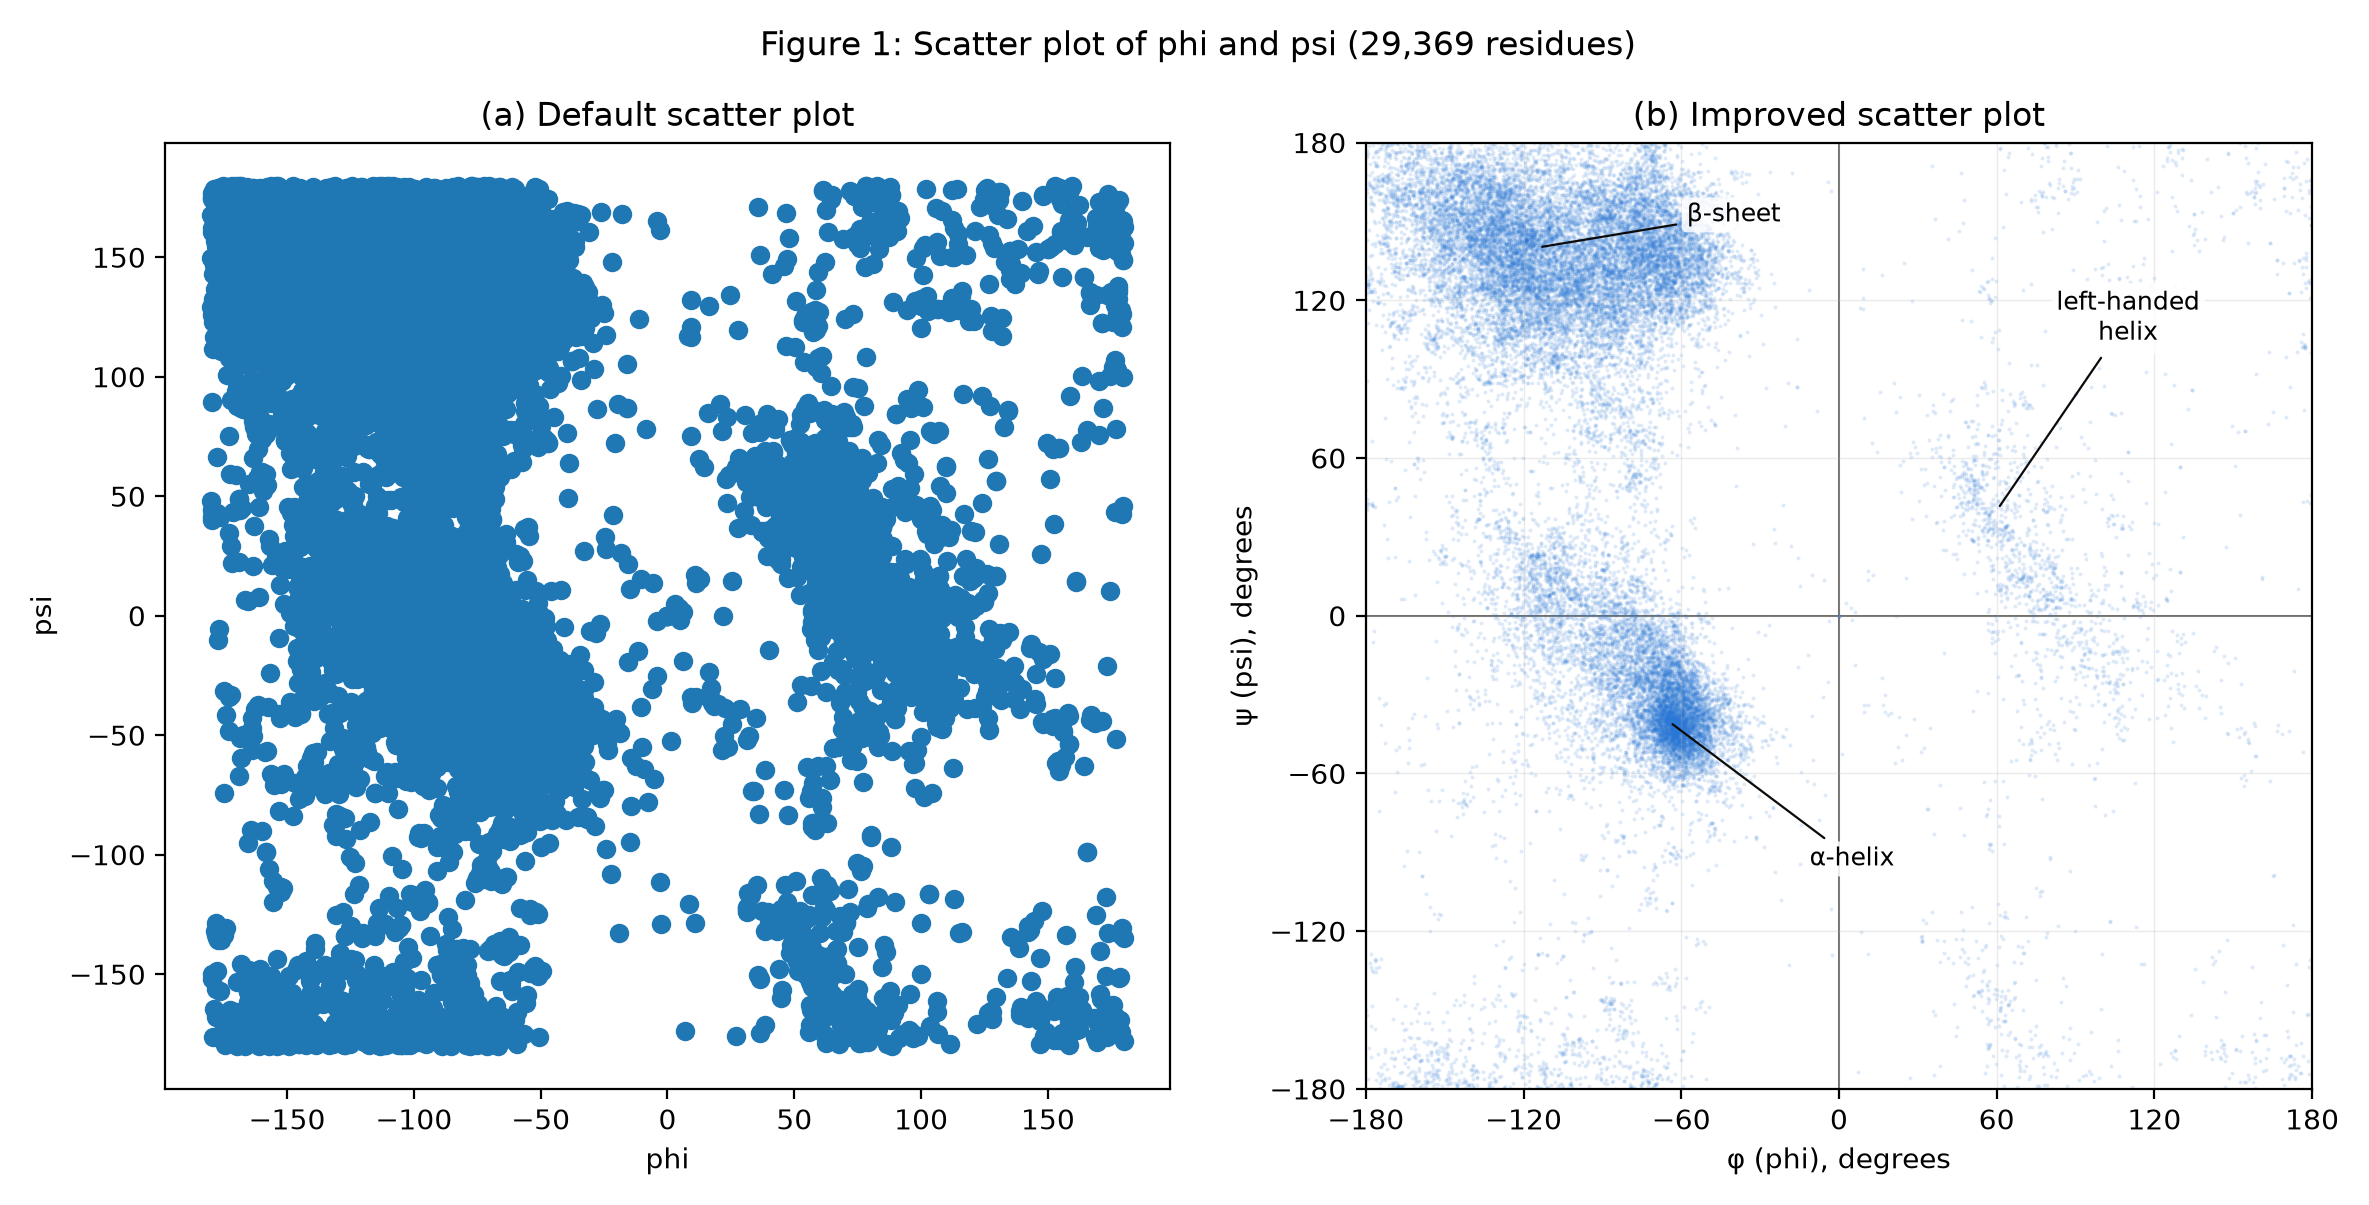 Figure 1: Scatter plot of phi and psi (29,369 residues)
(a) Default scatter plot
psi
150
100
50
0
−50
−100
−150
−150
−100
−50
0
50
100
150
phi
(b) Improved scatter plot
ψ (psi), degrees
180
120
60
0
−60
−120
−180
β-sheet
left-handed
helix
α-helix
−180
−120
−60
0
60
120
180
φ (phi), degrees